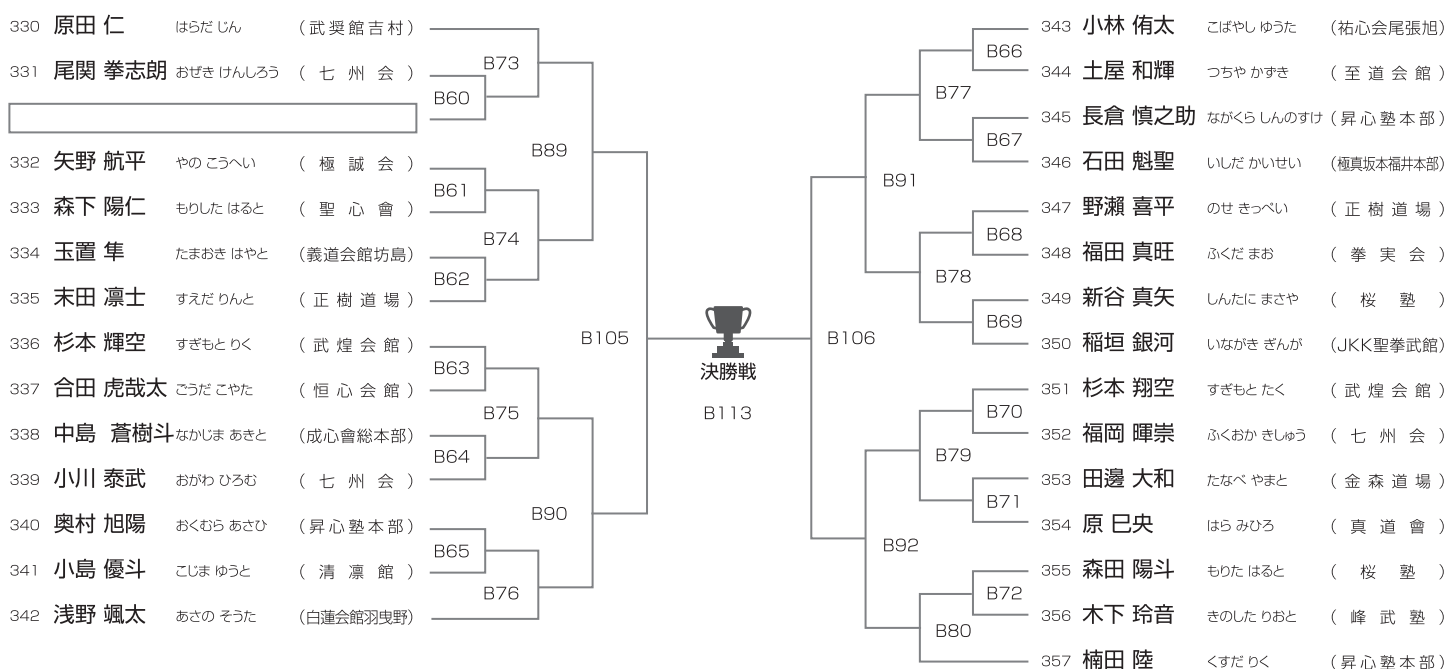 330 原田 仁 はらだ じん （武奨館吉村）
B73
331 尾関 拳志朗 おぜき けんしろう （七州会）
B60
B89
332 矢野 航平 やの こうへい （極誠会）
B61
333 森下 陽仁 もりした はると （聖心會）
B74
334 玉置 隼 たまおき はやと （義道会館坊島）
B62
335 末田 凛士 すえだ りんと （正樹道場）
B105
336 杉本 輝空 すぎもと りく （武煌会館）
B63
337 合田 虎哉太 ごうだ こやた （恒心会館）
B75
338 中島 蒼樹斗 なかじま あきと （成心會総本部）
B64
339 小川 泰武 おがわ ひろむ （七州会）
B90
340 奥村 旭陽 おくむら あさひ （昇心塾本部）
B65
341 小島 優斗 こじま ゆうと （清凛館）
B76
342 浅野 颯太 あさの そうた （白蓮会館羽曳野）
決勝戦
B113
343 小林 侑太 こばやし ゆうた （祐心会尾張旭）
B66
344 土屋 和輝 つちや かずき （至道会館）
B77
345 長倉 慎之助 ながくら しんのすけ （昇心塾本部）
B67
346 石田 魁聖 いしだ かいせい （極真坂本福井本部）
B91
347 野瀬 喜平 のせ きっぺい （正樹道場）
B68
348 福田 真旺 ふくだ まお （拳実会）
B78
349 新谷 真矢 しんたに まさや （桜塾）
B69
350 稲垣 銀河 いながき ぎんが （JKK聖拳武館）
B106
351 杉本 翔空 すぎもと たく （武煌会館）
B70
352 福岡 暉崇 ふくおか きしゅう （七州会）
B79
353 田邊 大和 たなべ やまと （金森道場）
B71
354 原 巳央 はら みひろ （真道會）
B92
355 森田 陽斗 もりた はると （桜塾）
B72
356 木下 玲音 きのした りおと （峰武塾）
B80
357 楠田 陸 くすだ りく （昇心塾本部）